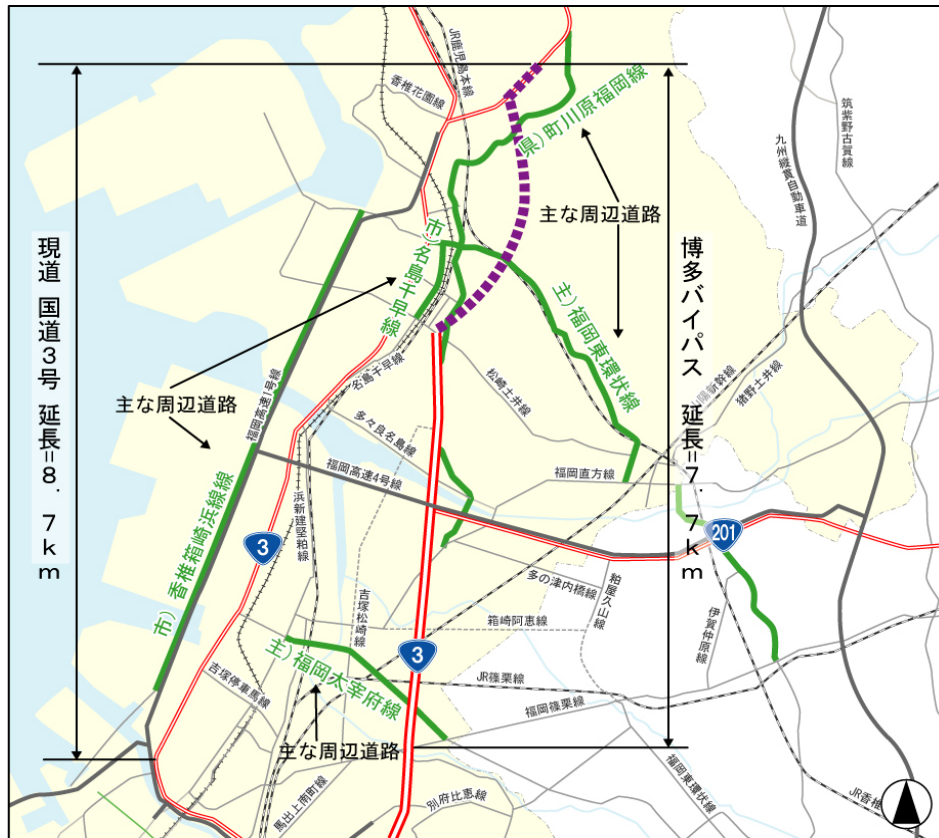 JR鹿児島本線
香椎花園線
県）町川原福岡線
筑紫野古賀線
九州縦貫自動車道
主な周辺道路
市）名島千早線
現道 国道3号 延長=8．7km
博多バイパス 延長=7．7km
主）福岡東環状線
名島千早線
松崎土井線
猪野土井線
福岡高速1号線
主な周辺道路
多々良名島線
福岡直方線
福岡高速4号線
浜新建堅粕線
3
201
市）香椎箱崎浜線線
多の津内橋線
粕屋久山線
吉塚松崎線
箱崎阿恵線
伊賀仲原線
3
主）福岡太宰府線
吉塚停車馬線
JR篠栗線
福岡篠栗線
主な周辺道路
福岡東環状線
馬出上南町線
別府比恵線
JR香椎